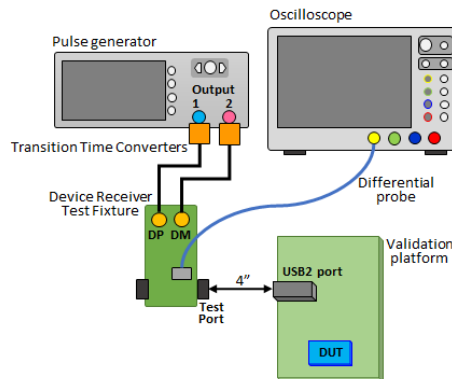 Oscilloscope
Pulse generator
Output
1 2
Transition Time Converters
Device Receiver
Test Fixture
DP DM
Differential
probe
Validation
platform
4”
USB2 port
Test
Port
DUT